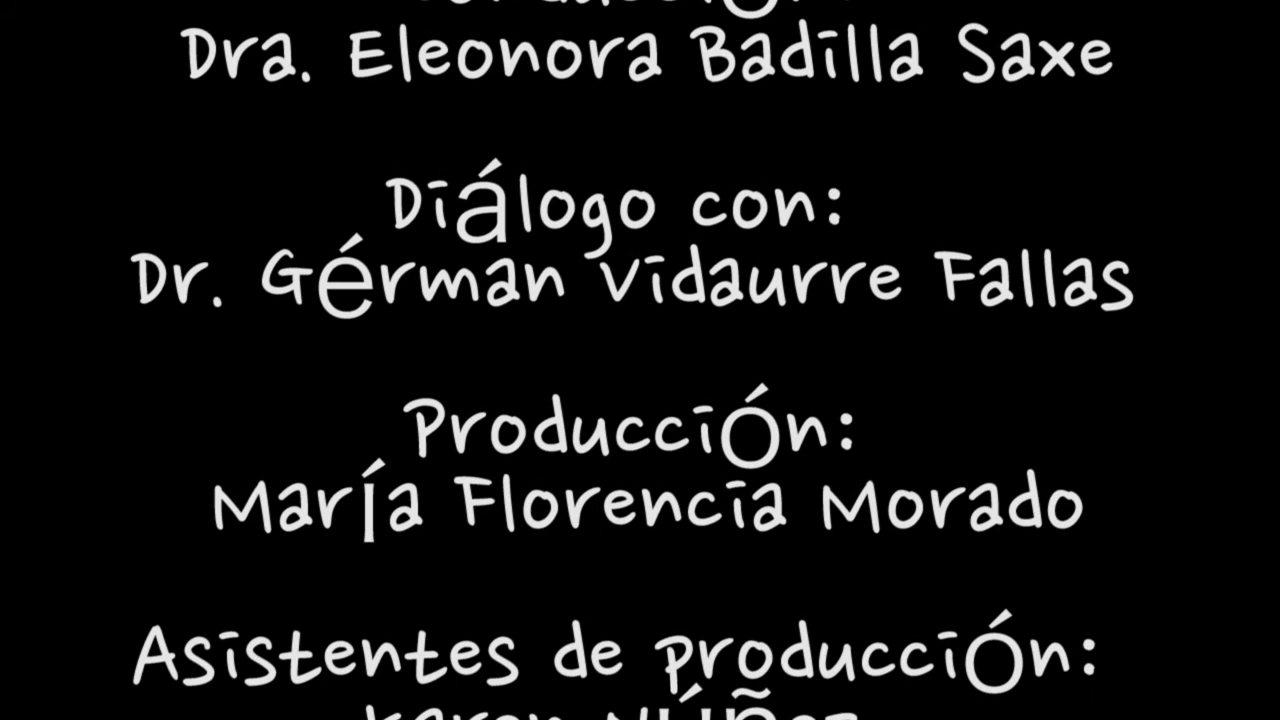 Dra. Eleonora Badilla Saxe
Diálogo con:
Dr. Gérman Vidaurre Fallas
Producción:
María Florencia Morado
Asistentes de producción: